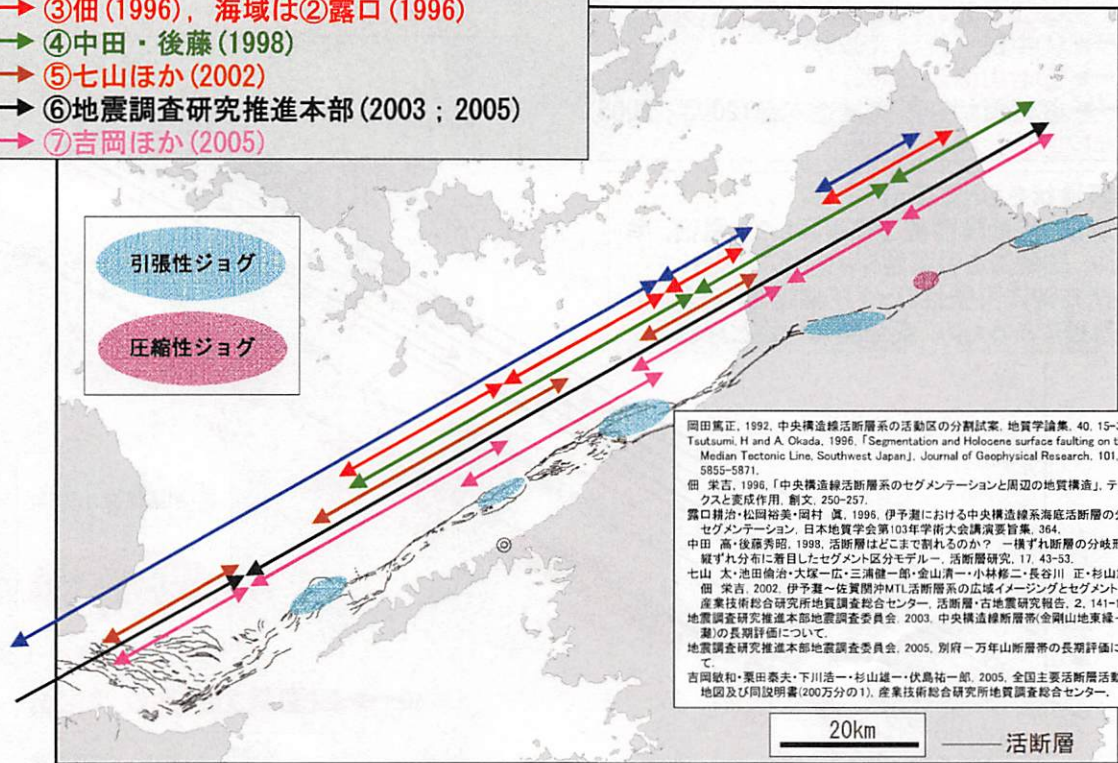 ③佃(1996), 海域は②露口(1996)
④中田・後藤(1998)
⑤七山ほか(2002)
⑥地震調査研究推進本部(2003;2005)
⑦吉岡ほか(2005)
引張性ジョグ
圧縮性ジョグ
岡田篤正, 1992, 中央構造線活断層系の活動区の分割試案, 地質学論集, 40, 15-
Tsutsumi, H and A. Okada, 1996, 「Segmentation and Holocene surface faulting on t
Median Tectonic Line, Southwest Japan」, Journal of Geophysical Research, 101,
5855-5871.
佃 栄吉, 1996, 「中央構造線活断層系のセグメンテーションと周辺の地質構造」, テ
クスと変成作用, 創文, 250-257.
露口耕治・松岡裕美・岡村 眞, 1996, 伊予灘における中央構造線系海底活断層の
セグメンテーション, 日本地質学会第103年学術大会講演要旨集, 364.
中田 高・後藤秀昭, 1998, 活断層はどこまで割れるのか? 一横ずれ断層の分岐形
縦ずれ分布に着目したセグメント区分モデルー, 活断層研究, 17, 43-53.
七山 太・池田倫治・大塚一広・三浦健一郎・金山清一・小林修二・長谷川 正・杉山
佃 栄吉, 2002, 伊予灘~佐賀関沖MTL活断層系の広域イメージングとセグメント
産業技術総合研究所地質調査総合センター, 活断層・古地震研究報告, 2, 141-
地震調査研究推進本部地震調査委員会, 2003, 中央構造線断層帯(金剛山地東縁-
灘)の長期評価について.
地震調査研究推進本部地震調査委員会, 2005, 別府一万年山断層帯の長期評価に
て.
吉岡敏和・粟田泰夫・下川浩一・杉山雄一・伏島祐一郎, 2005, 全国主要活断層活動
地図及び同説明書(200万分の1), 産業技術総合研究所地質調査総合センター.
20km
活断層